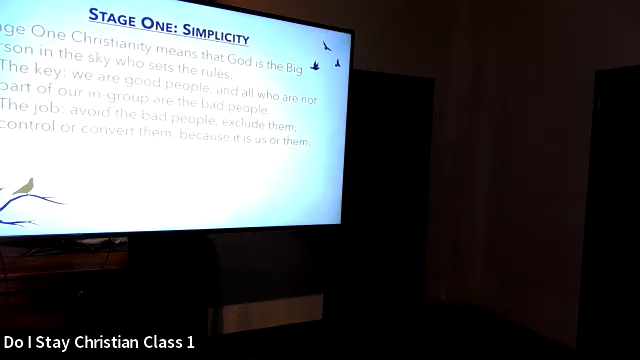 STAGE ONE: SIMPLICITY
ge One Christianity means that God is the Big
rson in the sky who sets the rules.
The key: we are good people, and all who are not
part of our in-group are the bad people.
The job: avoid the bad people, exclude them,
control or convert them, because it is us or them.
Do I Stay Christian Class 1